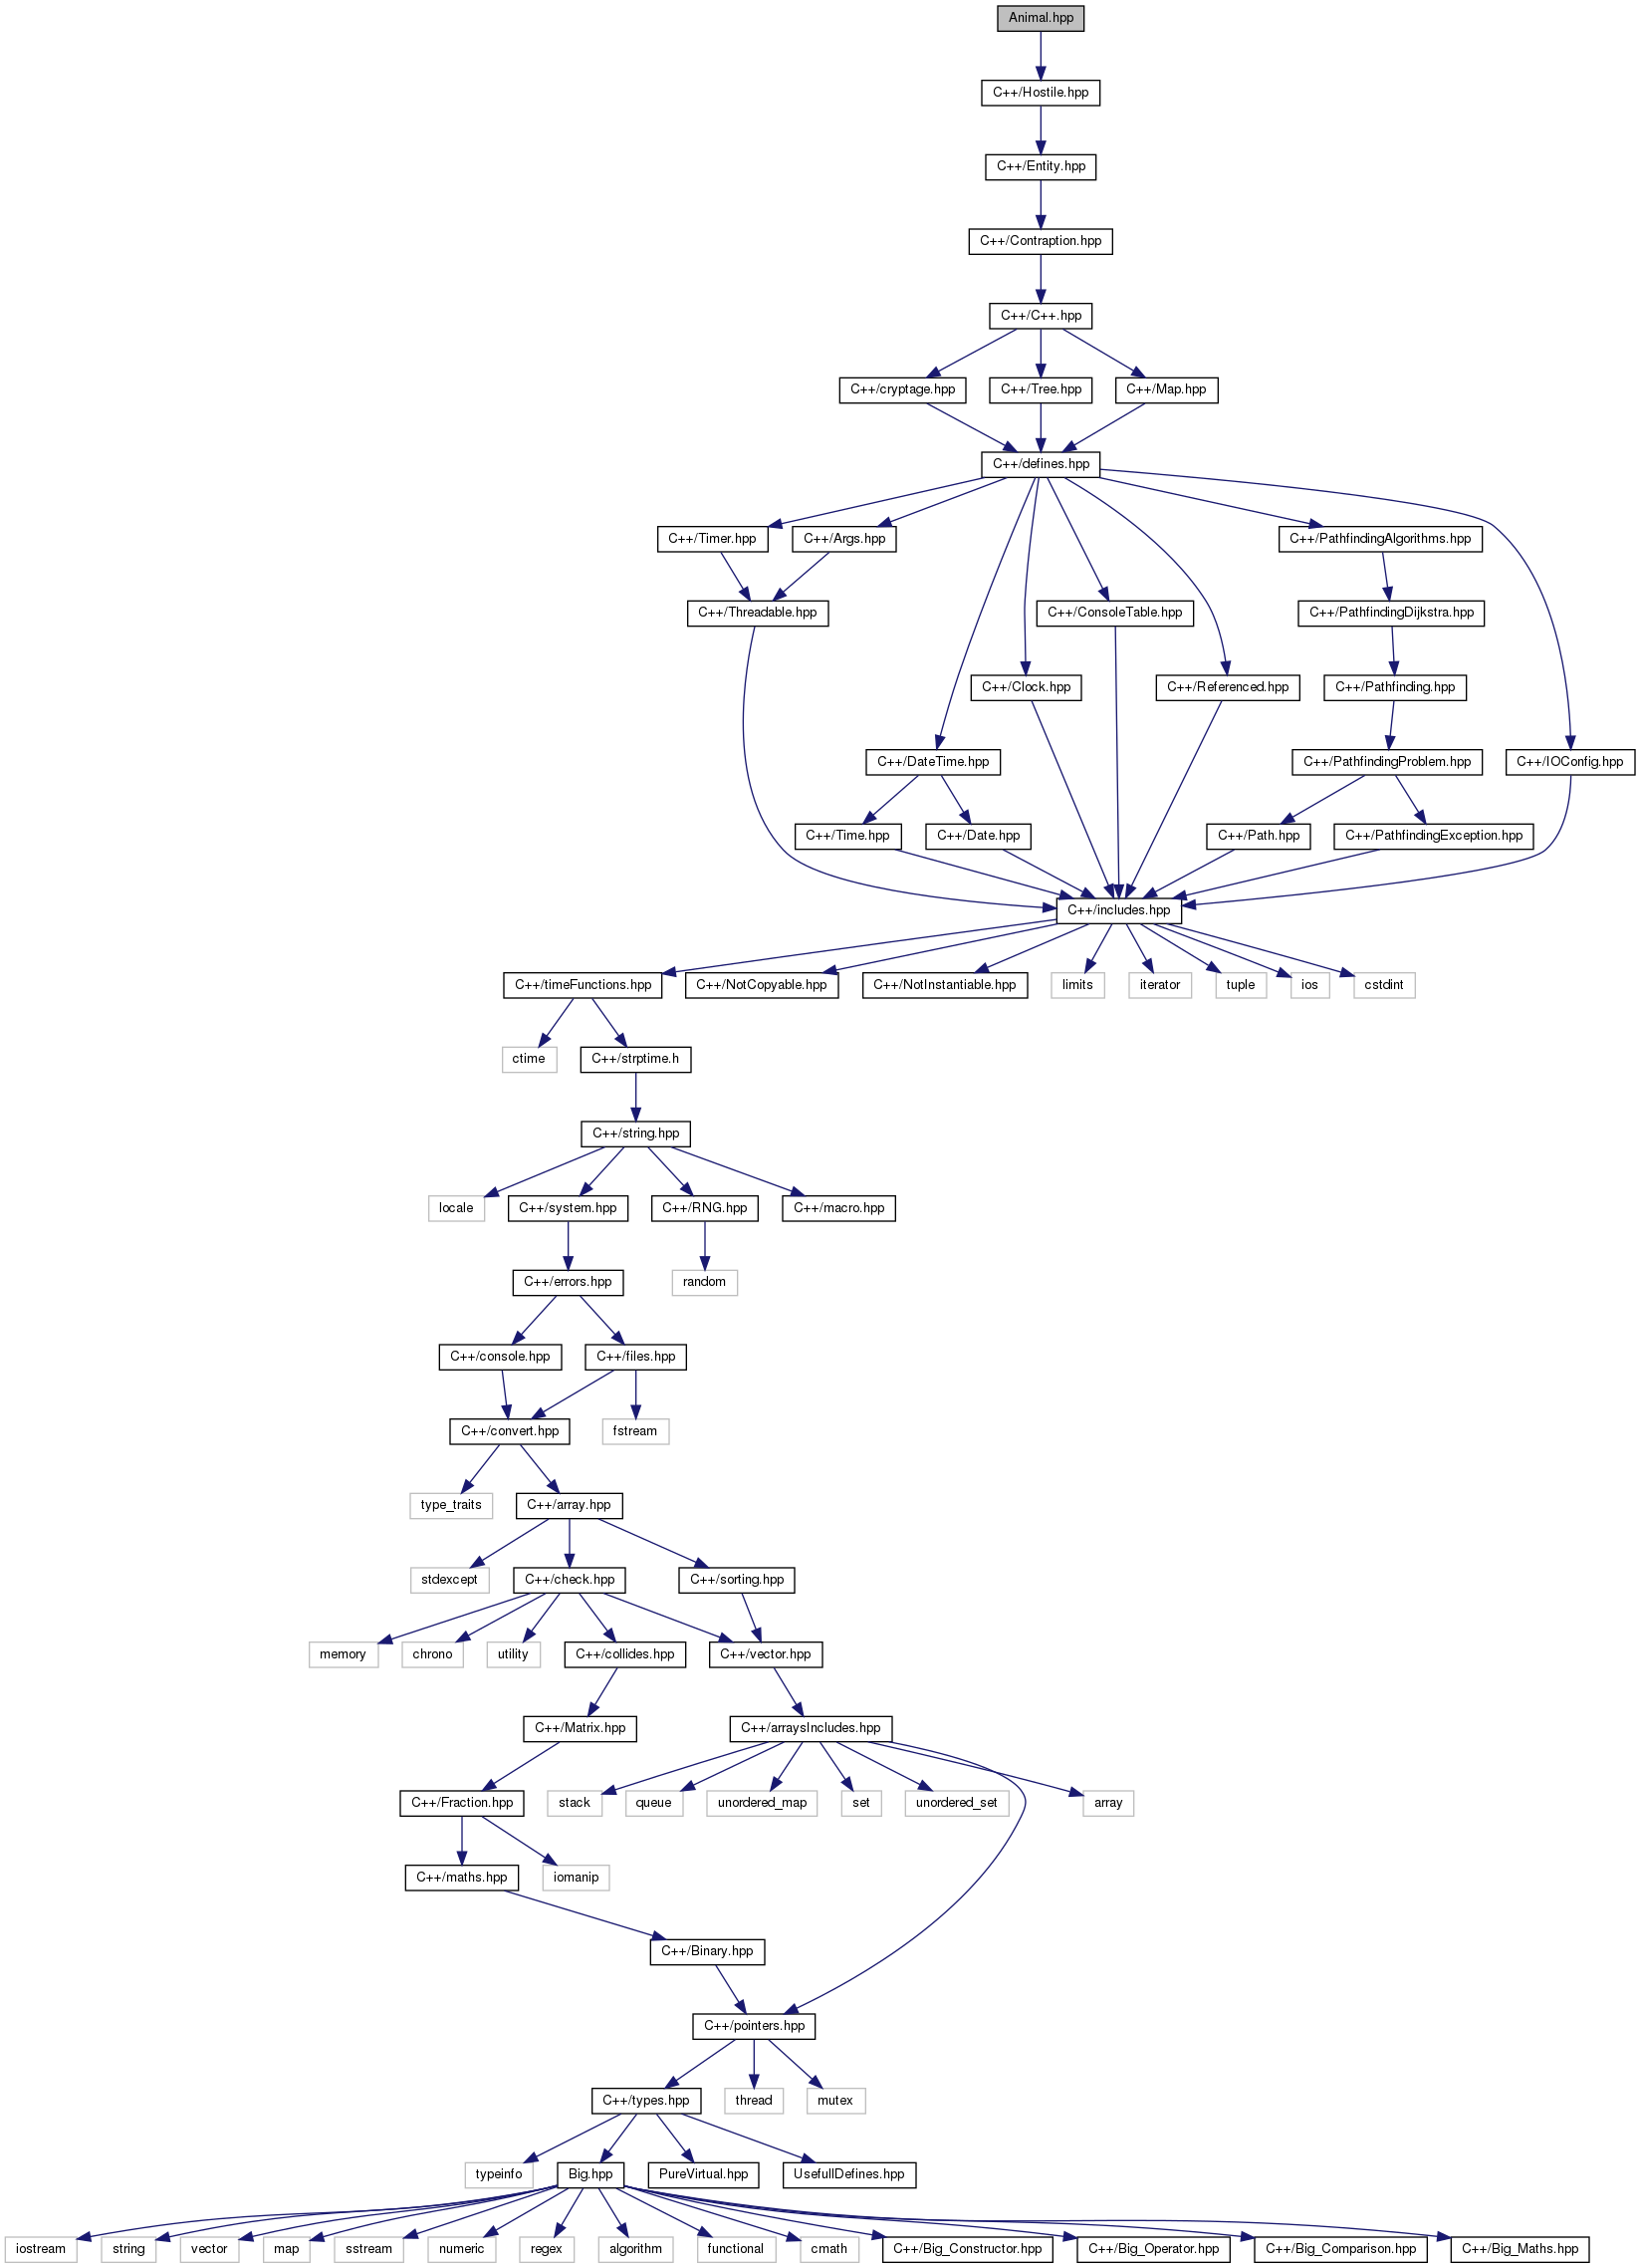 Animal.hpp
C++/Hostile.hpp
C++/Entity.hpp
C++/Contraption.hpp
C++/C++.hpp
C++/cryptage.hpp
C++/Tree.hpp
C++/Map.hpp
C++/defines.hpp
C++/Timer.hpp
C++/Args.hpp
C++/PathfindingAlgorithms.hpp
C++/Threadable.hpp
C++/ConsoleTable.hpp
C++/PathfindingDijkstra.hpp
C++/Clock.hpp
C++/Referenced.hpp
C++/Pathfinding.hpp
C++/DateTime.hpp
C++/PathfindingProblem.hpp
C++/IOConfig.hpp
C++/Time.hpp
C++/Date.hpp
C++/Path.hpp
C++/PathfindingException.hpp
C++/includes.hpp
C++/timeFunctions.hpp
C++/NotCopyable.hpp
C++/NotInstantiable.hpp
limits
iterator
tuple
ios
cstdint
ctime
C++/strptime.h
C++/string.hpp
locale
C++/system.hpp
C++/RNG.hpp
C++/macro.hpp
C++/errors.hpp
random
C++/console.hpp
C++/files.hpp
C++/convert.hpp
fstream
type_traits
C++/array.hpp
stdexcept
C++/check.hpp
C++/sorting.hpp
memory
chrono
utility
C++/collides.hpp
C++/vector.hpp
C++/Matrix.hpp
C++/arraysIncludes.hpp
C++/Fraction.hpp
stack
queue
unordered_map
set
unordered_set
array
C++/maths.hpp
iomanip
C++/Binary.hpp
C++/pointers.hpp
C++/types.hpp
thread
mutex
typeinfo
Big.hpp
PureVirtual.hpp
UsefullDefines.hpp
iostream
string
vector
map
sstream
numeric
regex
algorithm
functional
cmath
C++/Big_Constructor.hpp
C++/Big_Operator.hpp
C++/Big_Comparison.hpp
C++/Big_Maths.hpp